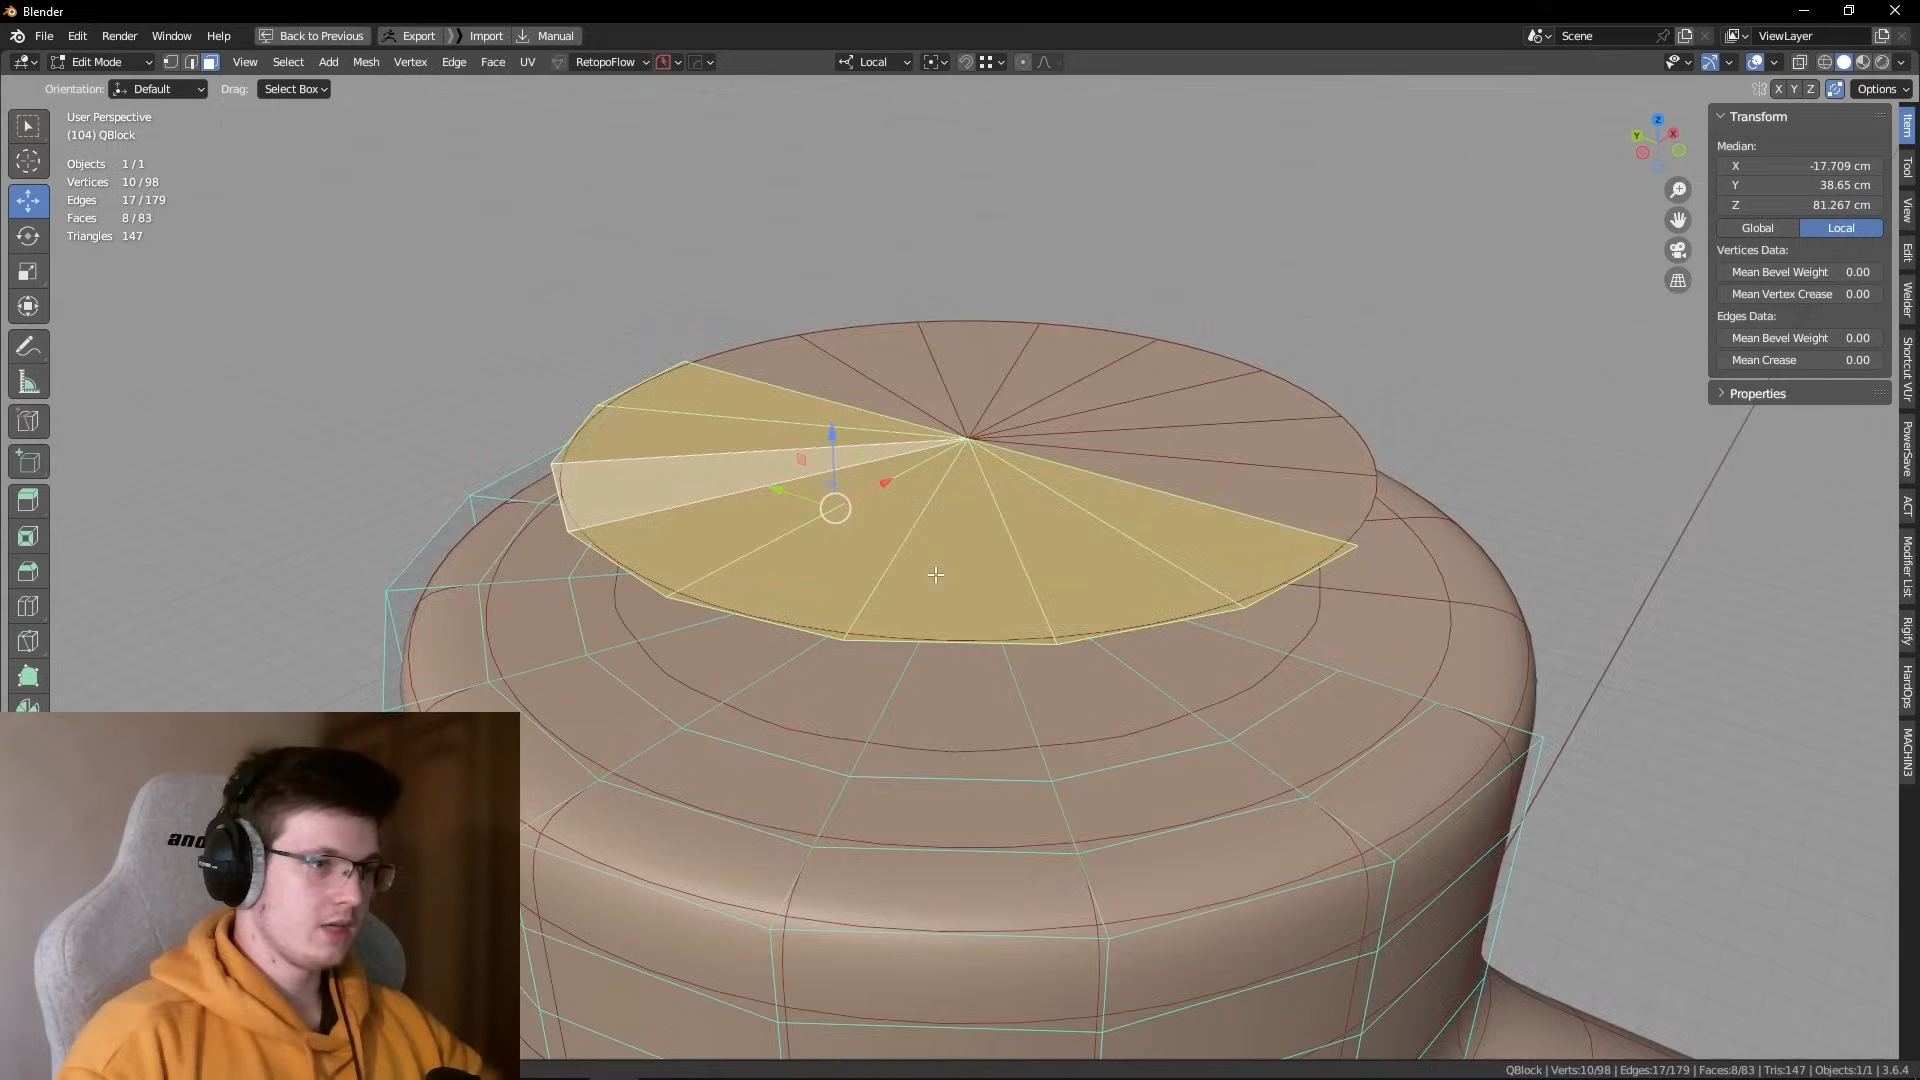 Blender
File Edit Render Window Help Back to Previous Export Import Manual Scene ViewLayer
Edit Mode View Select Add Mesh Vertex Edge Face UV RetopoFlow Local
Orientation: Default Drag: Select Box X Y Z Options
User Perspective
(104) QBlock
Objects 1/1
Vertices 10/98
Edges 17/179
Faces 8/83
Triangles 147
Z
Y
X
Transform
Median:
X -17.709 cm
Y 38.65 cm
Z 81.267 cm
Global Local
Vertices Data:
Mean Bevel Weight 0.00
Mean Vertex Crease 0.00
Edges Data:
Mean Bevel Weight 0.00
Mean Crease 0.00
Properties
Item
Tool
View
Edit
Welder
Shortcut VUr
PowerSave
ACT
Modifier List
Rigify
HardOps
MACHIN3
and
QBlock | Verts:10/98 | Edges:17/179 | Faces:8/83 | Tris:147 | Objects:1/1 | 3.6.4